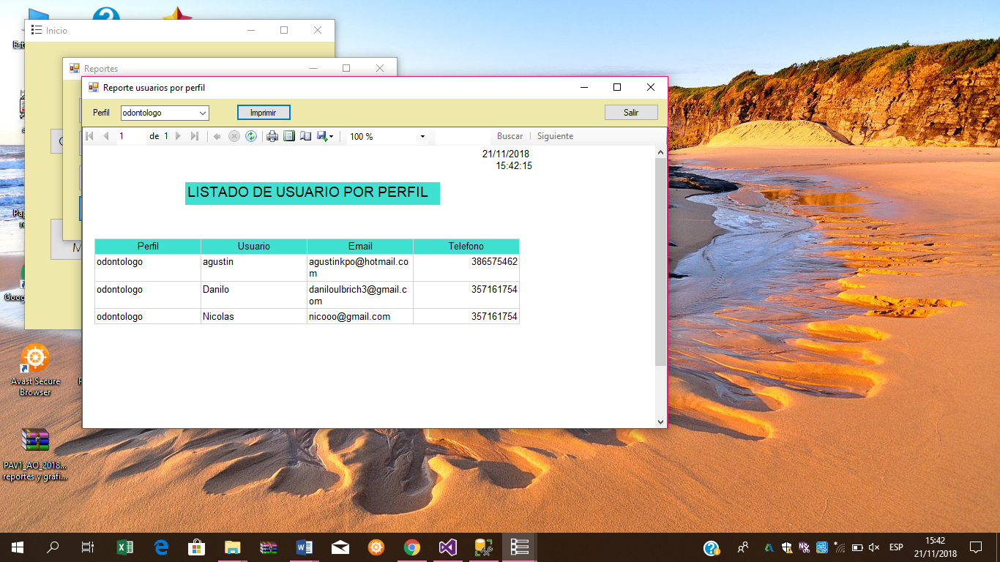 Inicio
Reportes
Reporte usuarios por perfil
Perfil odontologo Imprimir Salir
1 de 1 100 % Buscar Siguiente
21/11/2018
15:42:15
LISTADO DE USUARIO POR PERFIL
Perfil Usuario Email Telefono
odontologo agustin agustinkpo@hotmail.co 386575462
m
odontologo Danilo daniloulbrich3@gmail.c 357161754
om
odontologo Nicolas nicooo@gmail.com 357161754
Avast Secure
Browser
PAV1_AO_2018...
reportes y grafi...
ESP
15:42
21/11/2018